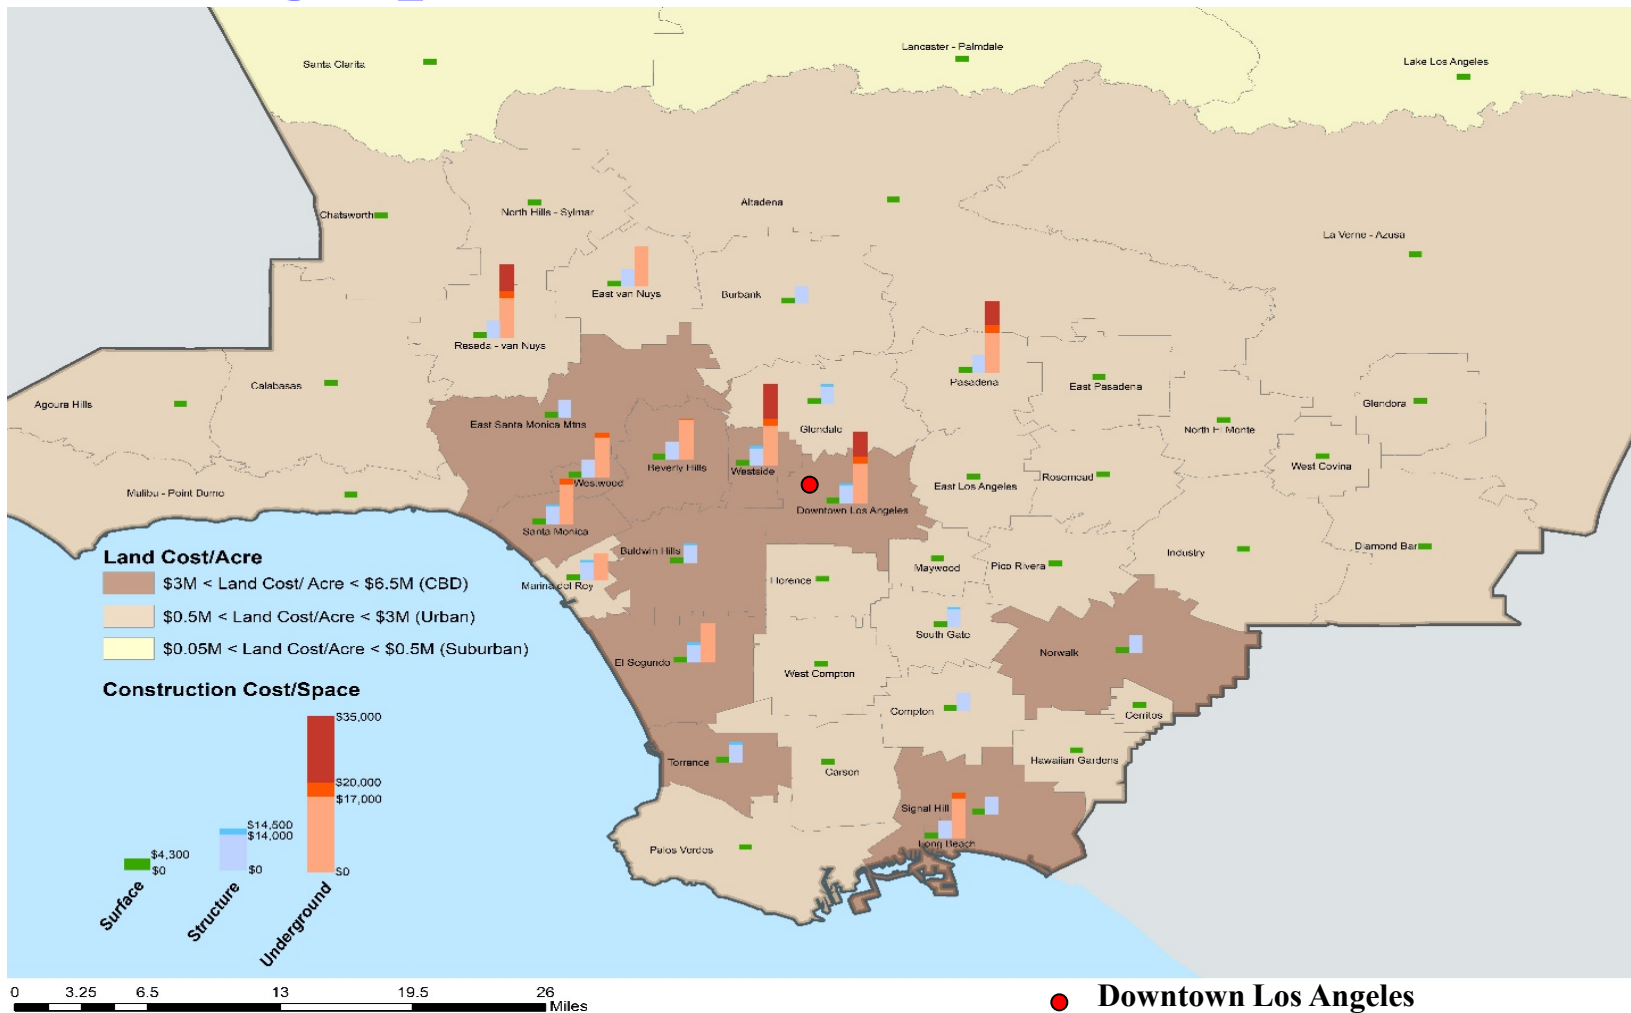 Santa Clarita
Lancaster - Palmdale
Lake Los Angeles
Chatsworth
North Hills - Sylmar
Altadena
La Verne - Azusa
East van Nuys
Burbank
Reseda - van Nuys
Pasadena
East Pasadena
Calabasas
Agoura Hills
Glendora
East Santa Monica Mtns
Glendale
North El Monte
Westwood
Beverly Hills
Westside
West Covina
Malibu - Point Dume
East Los Angeles
Rosemead
Santa Monica
Downtown Los Angeles
Baldwin Hills
Industry
Diamond Bar
Marina del Rey
Florence
Maywood
Pico Rivera
South Gate
El Segundo
West Compton
Norwalk
Compton
Cerritos
Torrance
Carson
Hawaiian Gardens
Signal Hill
Long Beach
Palos Verdes
Land Cost/Acre
$3M < Land Cost/ Acre < $6.5M (CBD)
$0.5M < Land Cost/Acre < $3M (Urban)
$0.05M < Land Cost/Acre < $0.5M (Suburban)
Construction Cost/Space
$35,000
$20,000
$17,000
$0
$14,500
$14,000
$0
$4,300
$0
Surface
Structure
Underground
0 3.25 6.5 13 19.5 26
Miles
Downtown Los Angeles